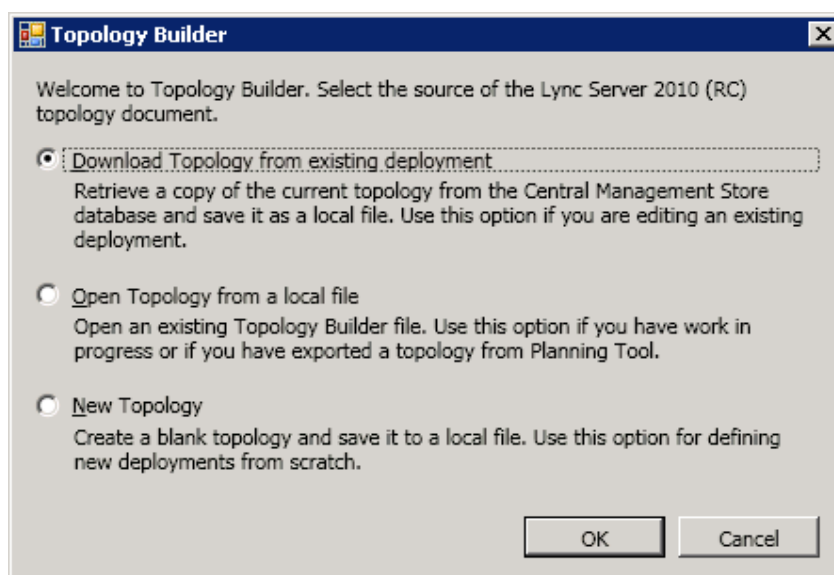 Topology Builder
Welcome to Topology Builder. Select the source of the Lync Server 2010 (RC)
topology document.
Download Topology from existing deployment
Retrieve a copy of the current topology from the Central Management Store
database and save it as a local file. Use this option if you are editing an existing
deployment.
Open Topology from a local file
Open an existing Topology Builder file. Use this option if you have work in
progress or if you have exported a topology from Planning Tool.
New Topology
Create a blank topology and save it to a local file. Use this option for defining
new deployments from scratch.
OK
Cancel